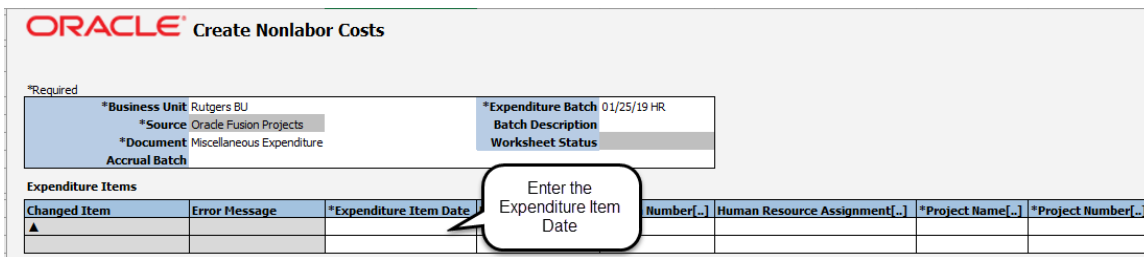 ORACLE® Create Nonlabor Costs
*Required
*Business Unit Rutgers BU *Expenditure Batch 01/25/19 HR
*Source Oracle Fusion Projects Batch Description
*Document Miscellaneous Expenditure Worksheet Status
Accrual Batch
Expenditure Items
Enter the
Expenditure Item
Date
Changed Item Error Message *Expenditure Item Date Number[..] Human Resource Assignment[..] *Project Name[..] *Project Number[..]
▲